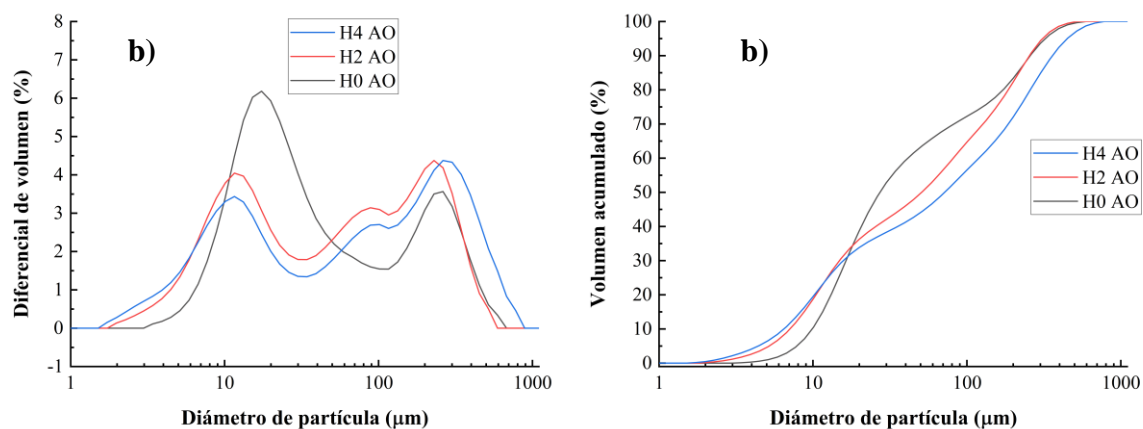 b)
H4 AO
H2 AO
H0 AO
Diferencial de volumen (%)
8
7
6
5
4
3
2
1
0
-1
1
10
100
1000
Diámetro de partícula (µm)
b)
H4 AO
H2 AO
H0 AO
Volumen acumulado (%)
100
90
80
70
60
50
40
30
20
10
0
1
10
100
1000
Diámetro de partícula (µm)